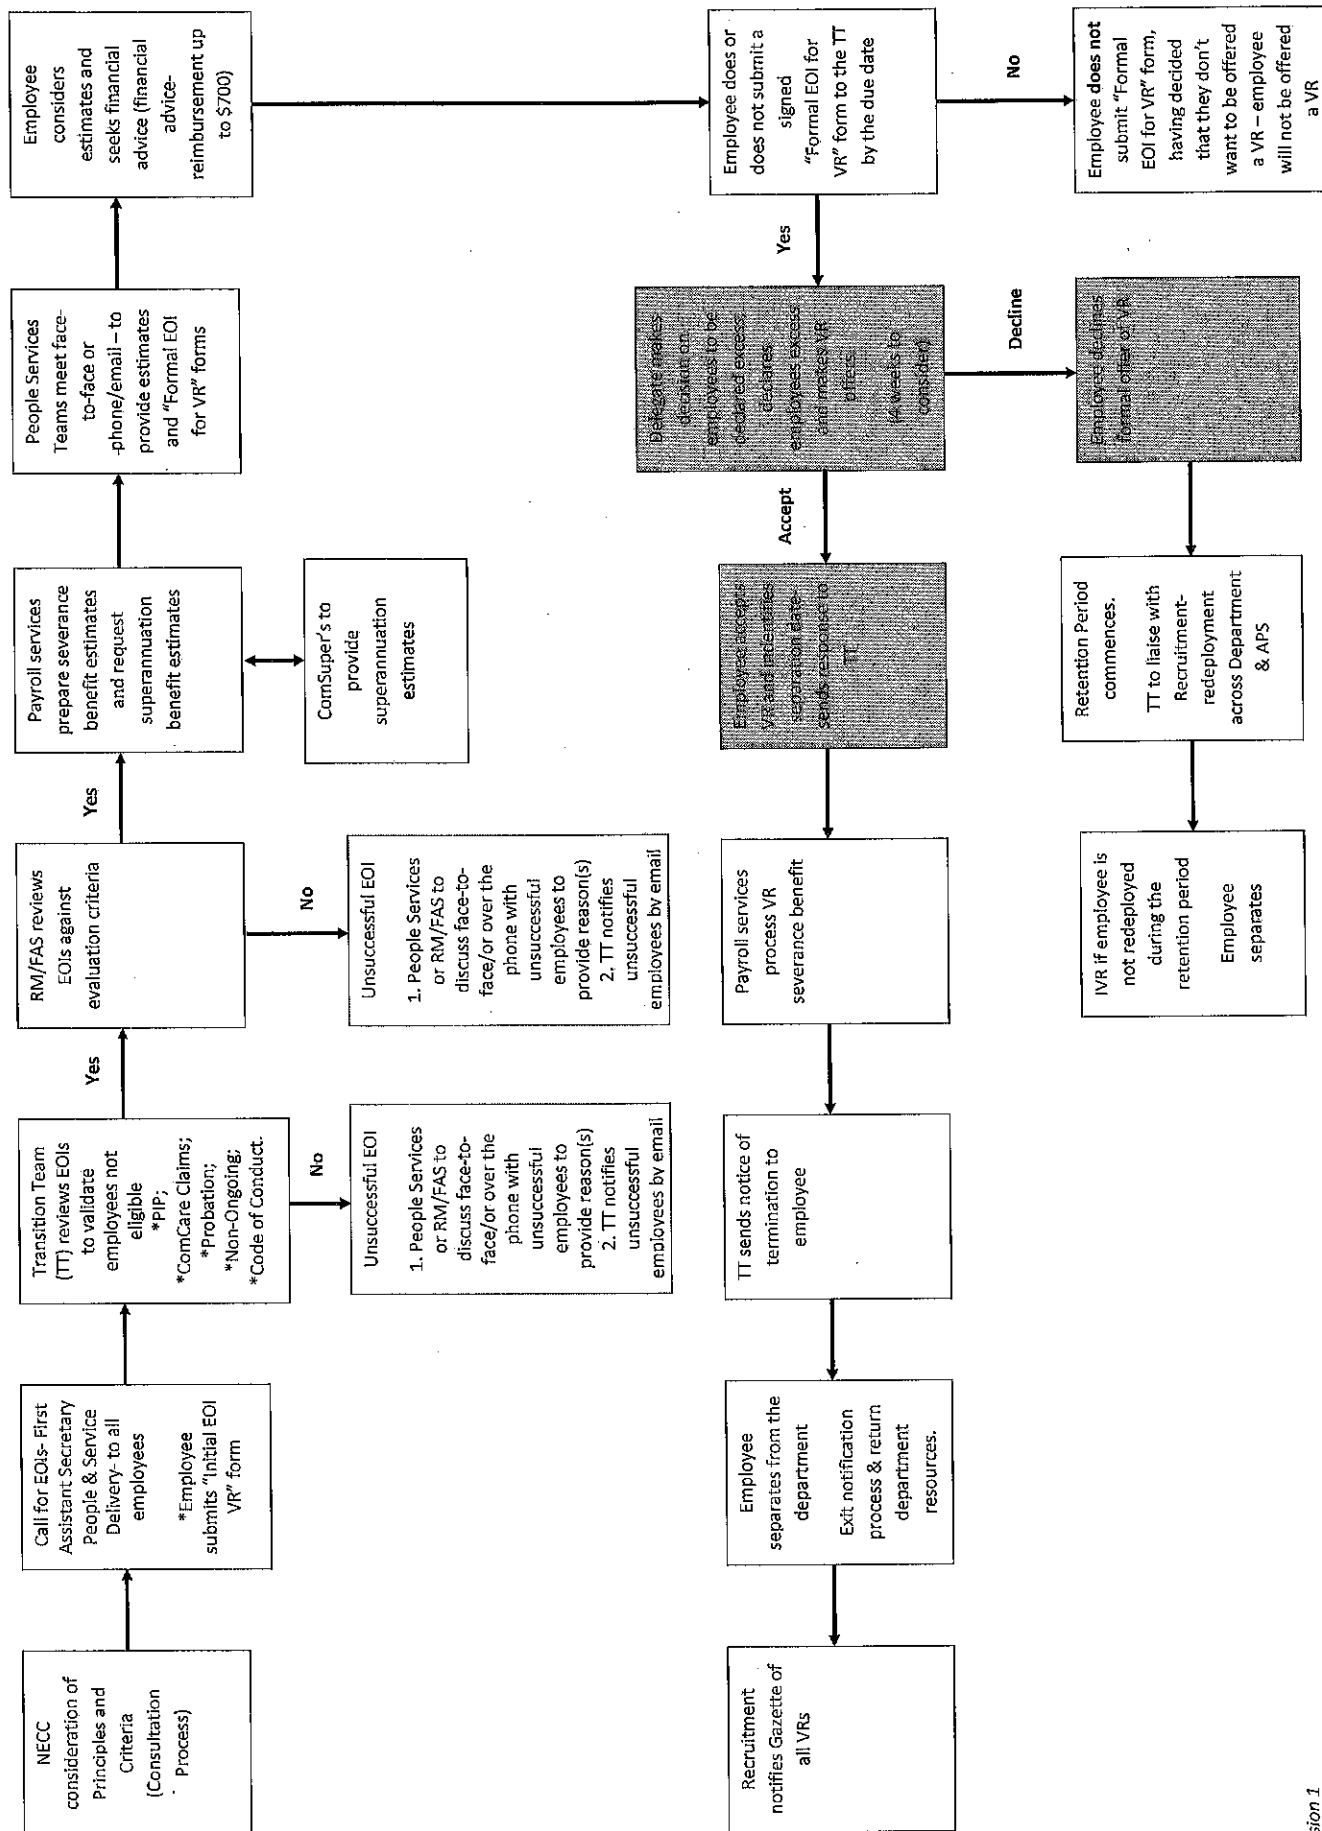 NECC
consideration of
Principles and
Criteria
(Consultation
Process)
Call for EOIs- First
Assistant Secretary
People & Service
Delivery- to all
employees
*Employee
submits "Initial EOI
VR" form
Transition Team
(TT) reviews EOIs
to validate
employees not
eligible
*PIP;
*ComCare Claims;
*Probation;
*Non-Ongoing;
*Code of Conduct.
Yes
No
RM/FAS reviews
EOIs against
evaluation criteria
Yes
No
Payroll services
prepare severance
benefit estimates
and request
superannuation
benefit estimates
People Services
Teams meet face-
to-face or
-phone/email – to
provide estimates
and "Formal EOI
for VR" forms
Employee
considers
estimates and
seeks financial
advice (financial
advice-
reimbursement up
to $700)
Unsuccessful EOI
1. People Services
or RM/FAS to
discuss face-to-
face/or over the
phone with
unsuccessful
employees to
provide reason(s)
2. TT notifies
unsuccessful
employees by email
Unsuccessful EOI
1. People Services
or RM/FAS to
discuss face-to-
face/or over the
phone with
unsuccessful
employees to
provide reason(s)
2. TT notifies
unsuccessful
employees by email
ComSuper's to
provide
superannuation
estimates
Recruitment
notifies Gazette of
all VRs
Employee
separates from the
department
Exit notification
process & return
department
resources.
TT sends notice of
termination to
employee
Payroll services
process VR
severance benefit
Employee accepts
VR and indentifies
separation date-
sends response to
TT
Accept
Delegate makes
decision on
employees to be
declared excess,
declares
employees excess
and makes VR
offers
(4 weeks to
consider)
Yes
Employee does or
does not submit a
signed
"Formal EOI for
VR" form to the TT
by the due date
Decline
No
IVR if employee is
not redeployed
during the
retention period
Employee
separates
Retention Period
commences.
TT to liaise with
Recruitment-
redeployment
across Department
& APS
Employee declines
formal offer of VR
Employee does not
submit "Formal
EOI for VR" form,
having decided
that they don't
want to be offered
a VR – employee
will not be offered
a VR
sion 1